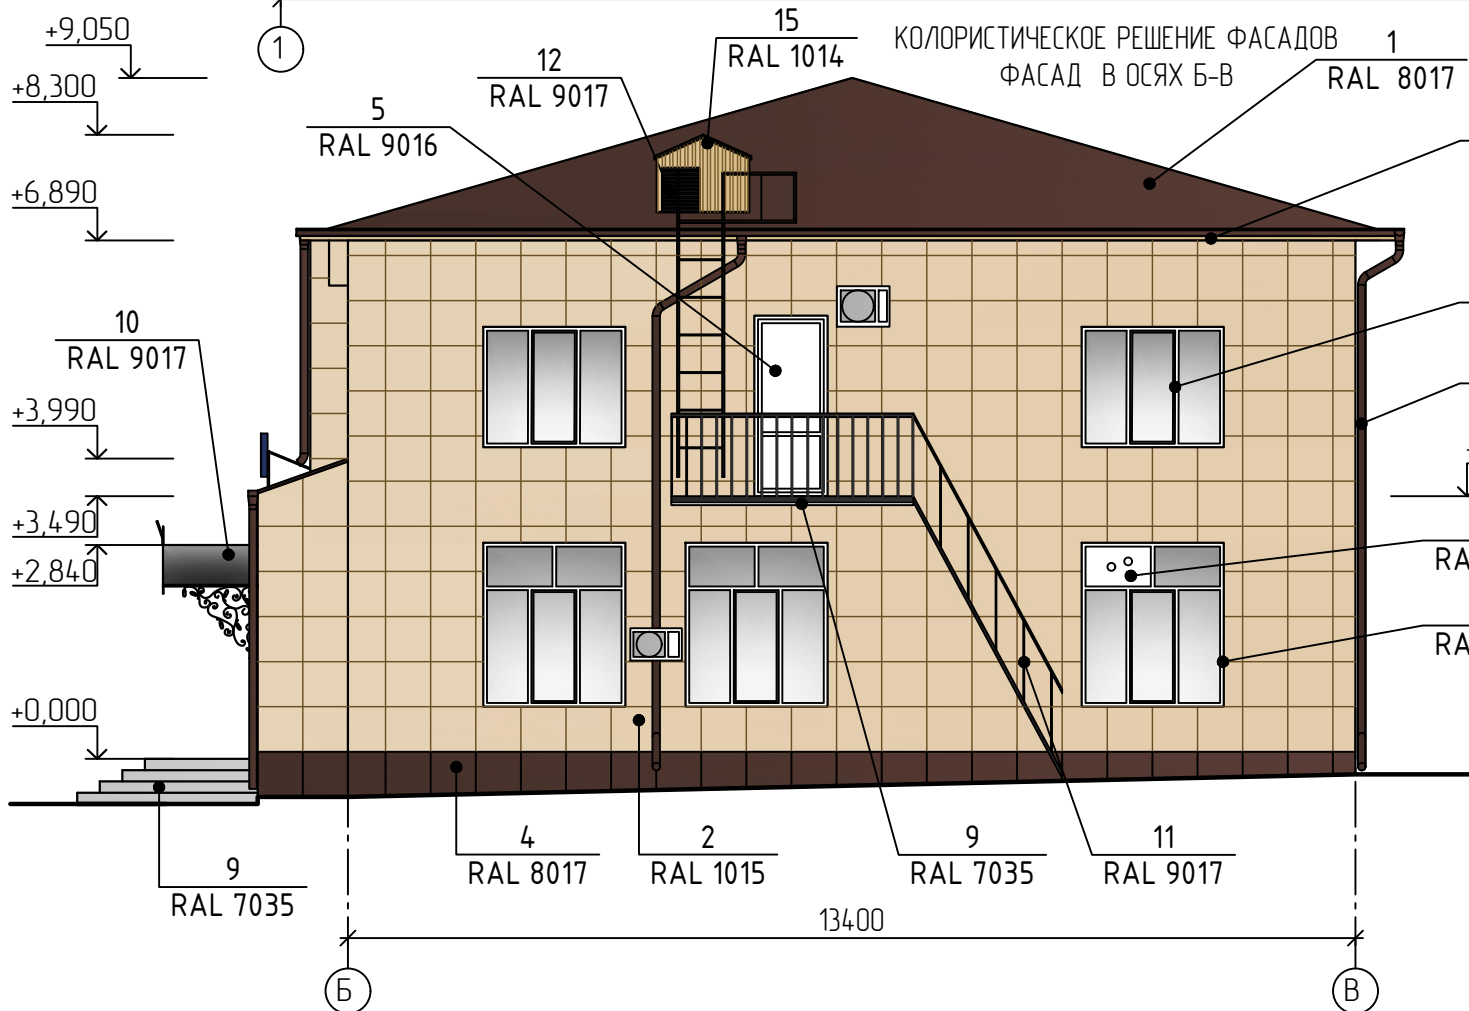 +9,050
1
15
RAL 1014
КОЛОРИСТИЧЕСКОЕ РЕШЕНИЕ ФАСАДОВ
ФАСАД В ОСЯХ Б-В
1
RAL 8017
12
RAL 9017
+8,300
5
RAL 9016
+6,890
10
RAL 9017
+3,990
+3,490
+2,840
RA
RA
+0,000
4
RAL 8017
2
RAL 1015
9
RAL 7035
11
RAL 9017
9
RAL 7035
13400
Б
В